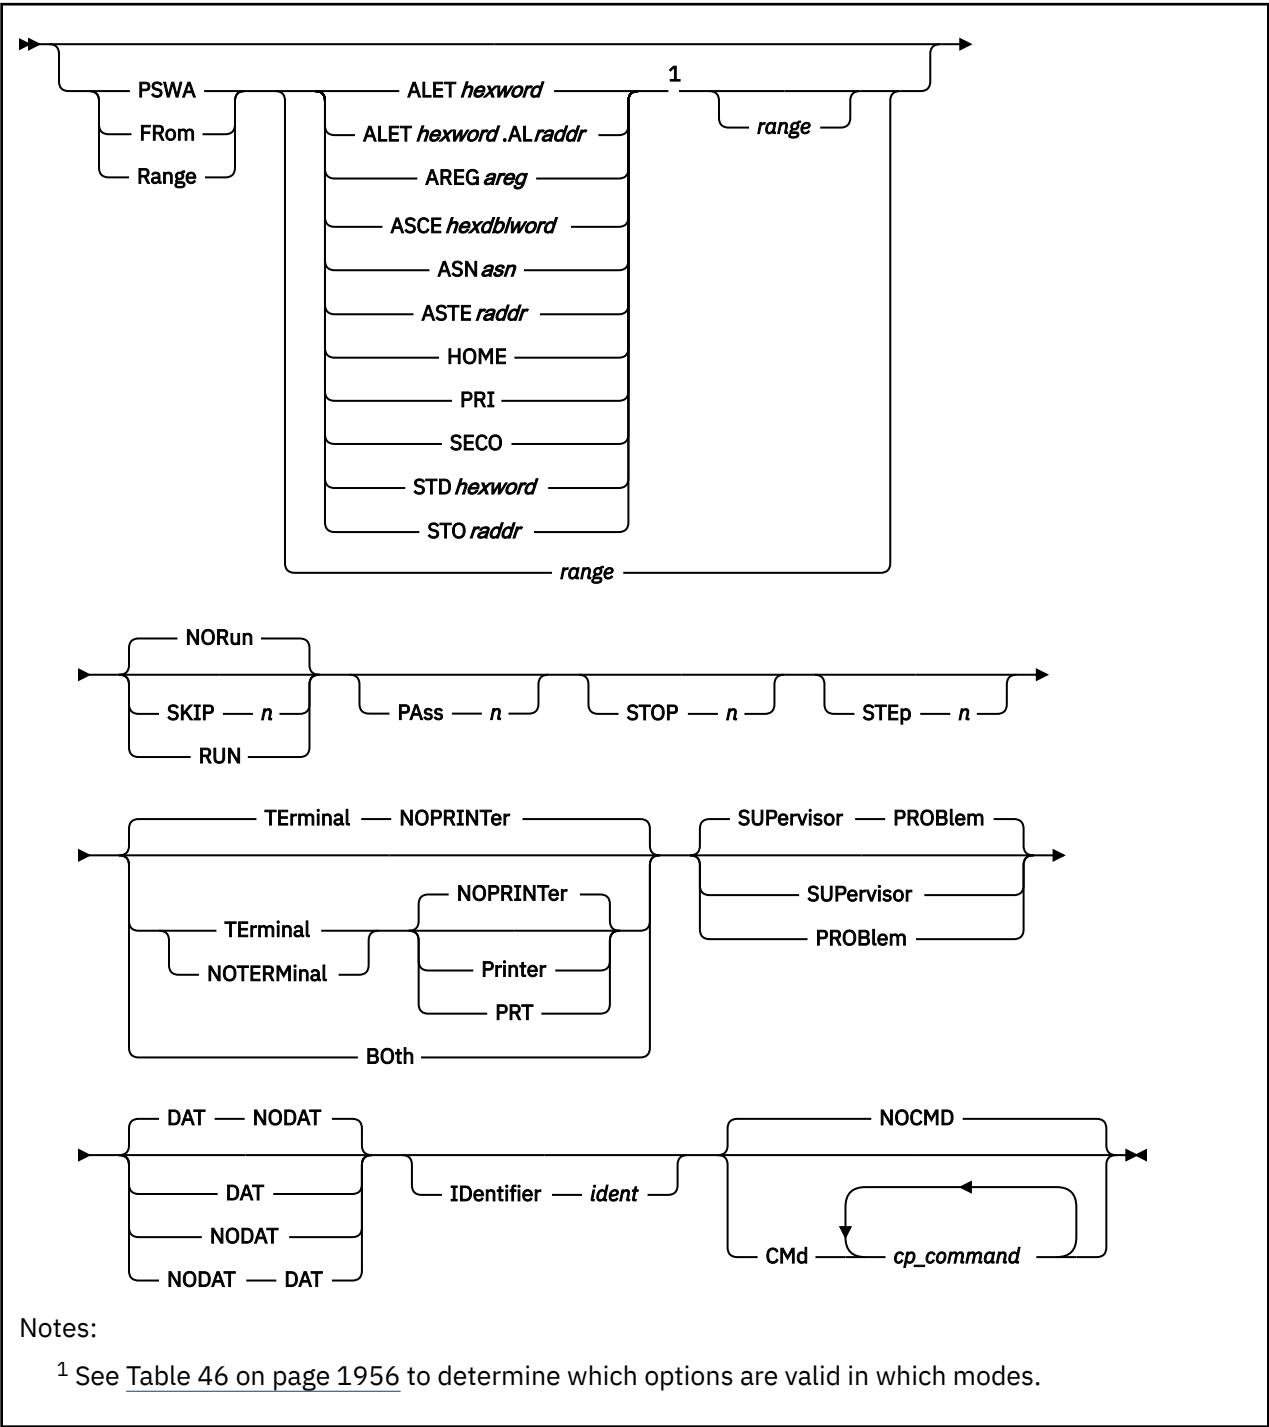 PSWA
FRom
Range
ALET hexword
ALET hexword .ALraddr
AREG areg
ASCE hexdblword
ASN asn
ASTE raddr
HOME
PRI
SECO
STD hexword
STO raddr
1
range
range
NORun
SKIP n
RUN
PAss n
STOP n
STEp n
TErminal NOPRINTer
TErminal
NOTERMinal
NOPRINTer
Printer
PRT
BOth
SUPervisor PROBlem
SUPervisor
PROBlem
DAT NODAT
DAT
NODAT
NODAT DAT
IDentifier ident
NOCMD
CMd cp_command
Notes:
1 See Table 46 on page 1956 to determine which options are valid in which modes.